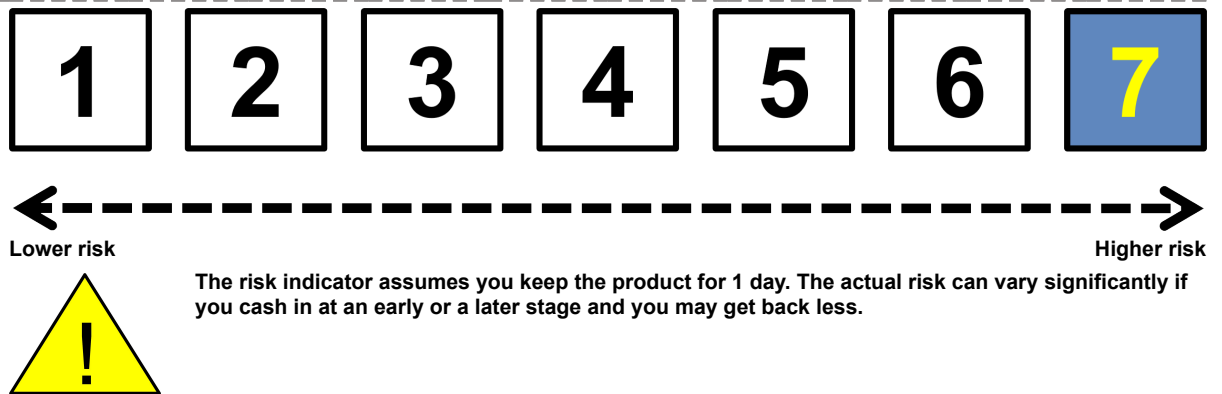 1 2 3 4 5 6 7
Lower risk Higher risk
The risk indicator assumes you keep the product for 1 day. The actual risk can vary significantly if
you cash in at an early or a later stage and you may get back less.
!